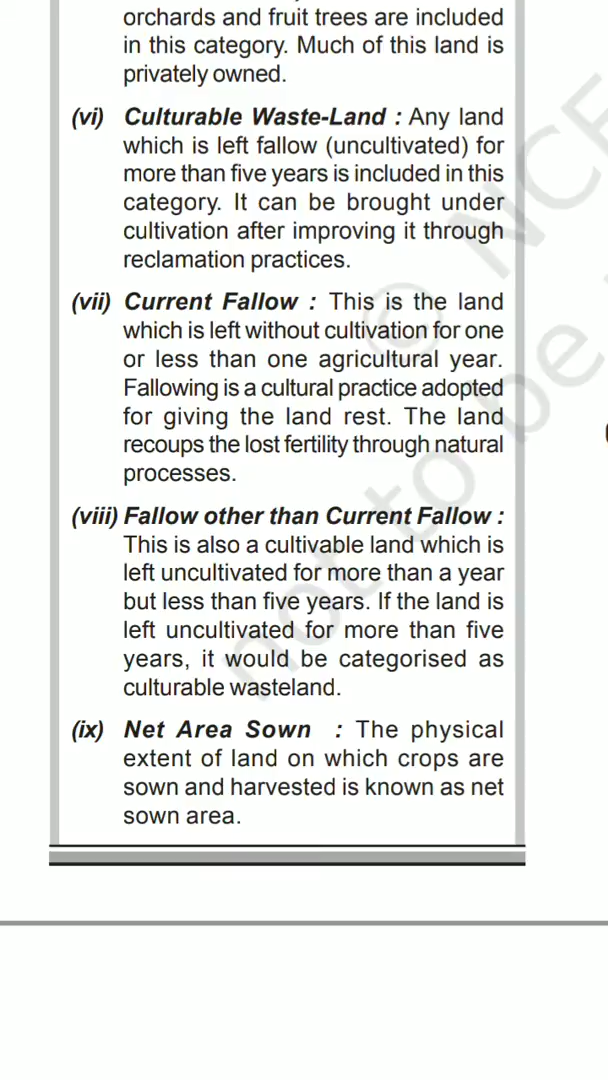 orchards and fruit trees are included
in this category. Much of this land is
privately owned.
(vi) Culturable Waste-Land : Any land
which is left fallow (uncultivated) for
more than five years is included in this
category. It can be brought under
cultivation after improving it through
reclamation practices.
(vii) Current Fallow : This is the land
which is left without cultivation for one
or less than one agricultural year.
Fallowing is a cultural practice adopted
for giving the land rest. The land
recoups the lost fertility through natural
processes.
(viii) Fallow other than Current Fallow :
This is also a cultivable land which is
left uncultivated for more than a year
but less than five years. If the land is
left uncultivated for more than five
years, it would be categorised as
culturable wasteland.
(ix) Net Area Sown : The physical
extent of land on which crops are
sown and harvested is known as net
sown area.
© NCE
not to be